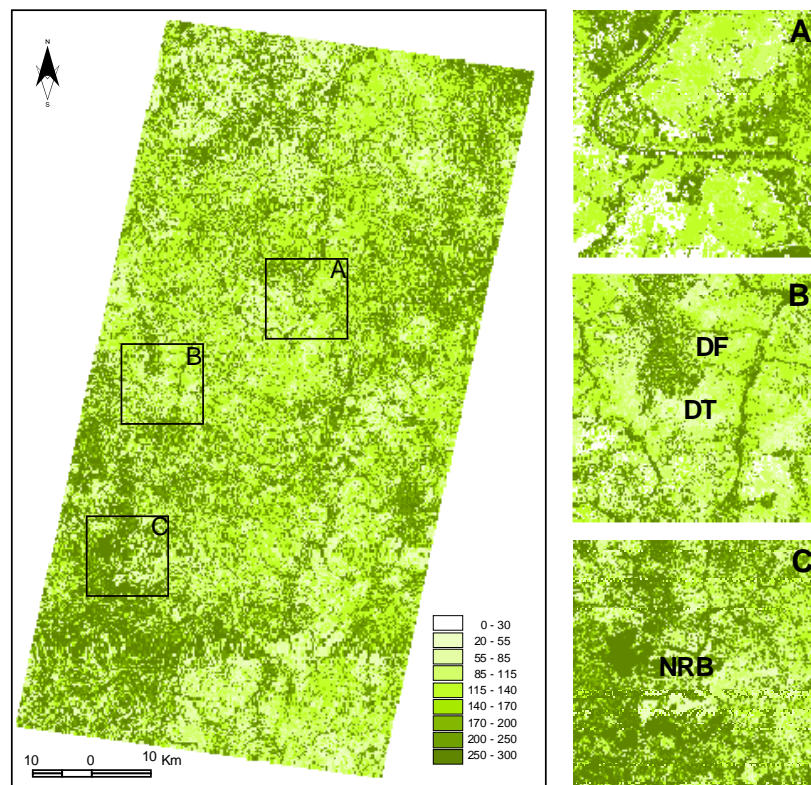 N
S
A
B
C
0 - 30
20 - 55
55 - 85
85 - 115
115 - 140
140 - 170
170 - 200
200 - 250
250 - 300
10 0 10 Km
A
B
DF
DT
C
NRB